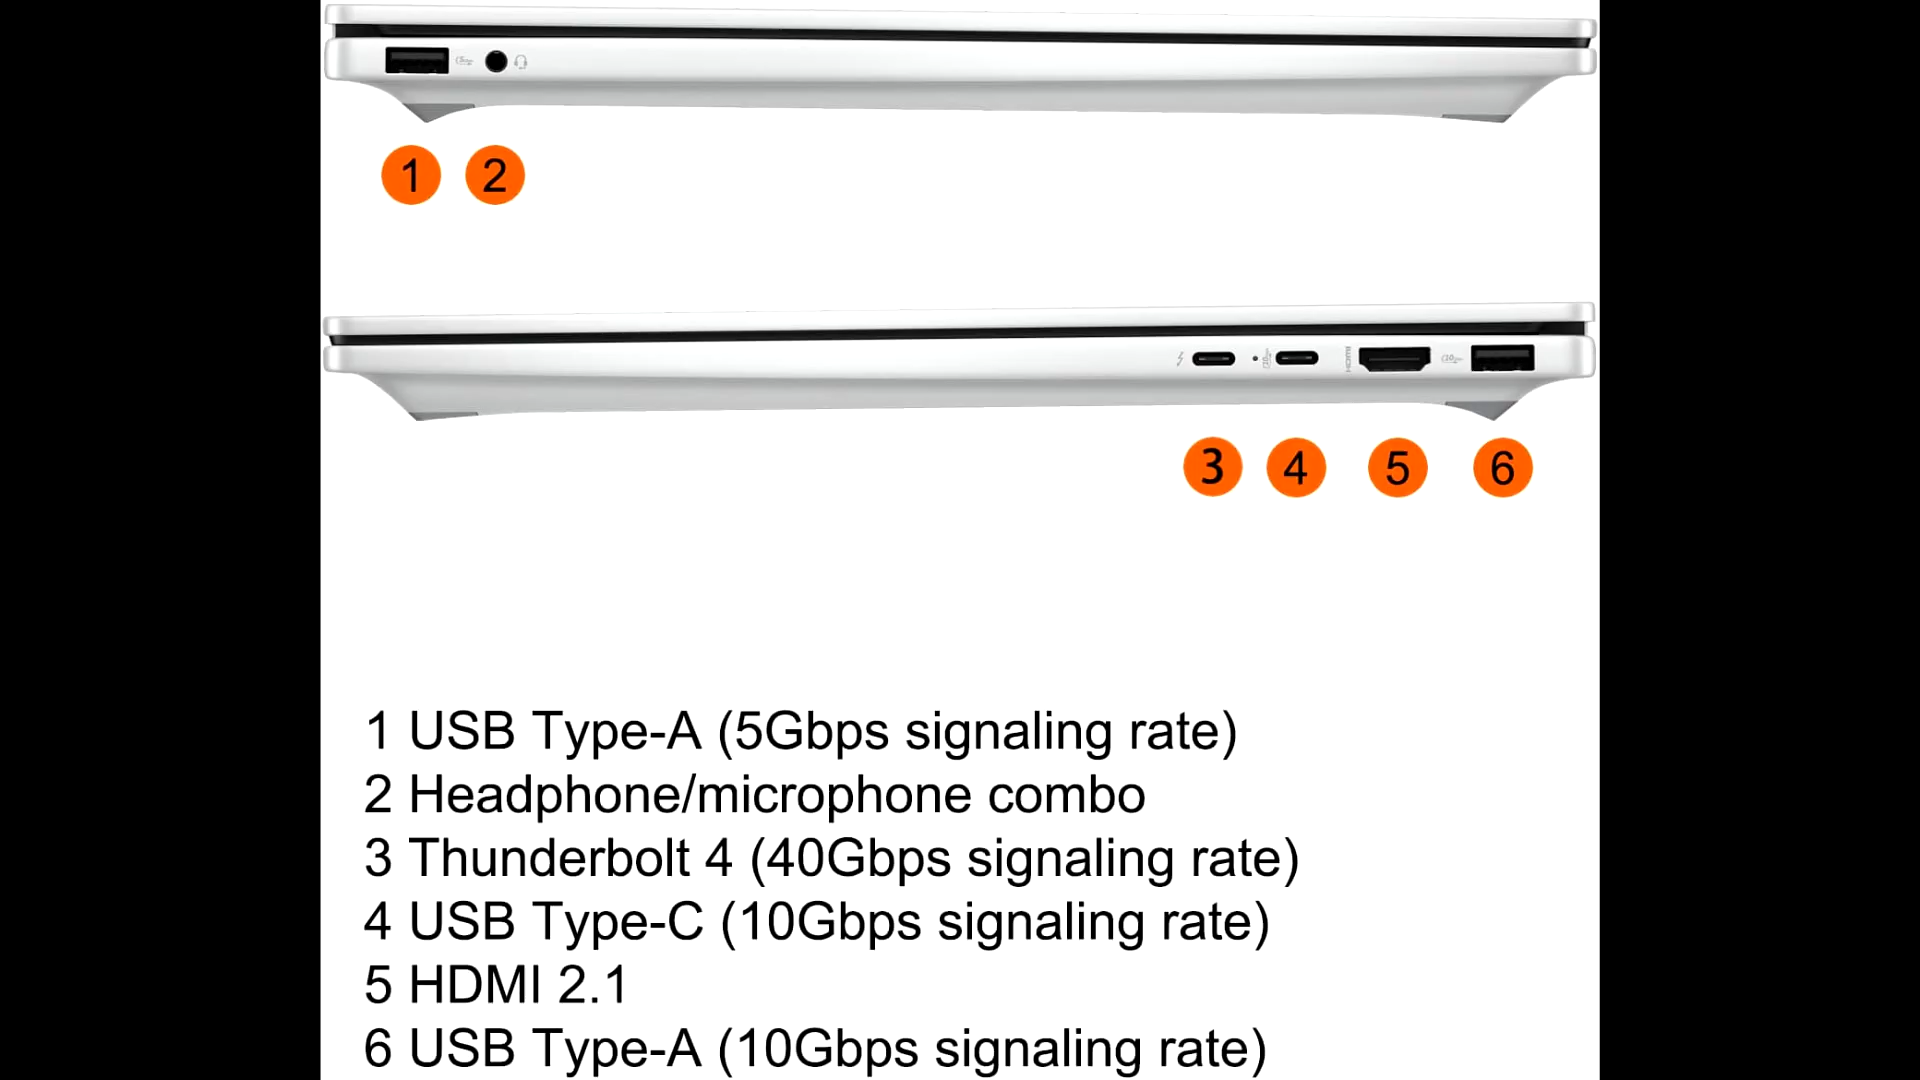 1 2
HDMI
3 4 5 6
1 USB Type-A (5Gbps signaling rate)
2 Headphone/microphone combo
3 Thunderbolt 4 (40Gbps signaling rate)
4 USB Type-C (10Gbps signaling rate)
5 HDMI 2.1
6 USB Type-A (10Gbps signaling rate)